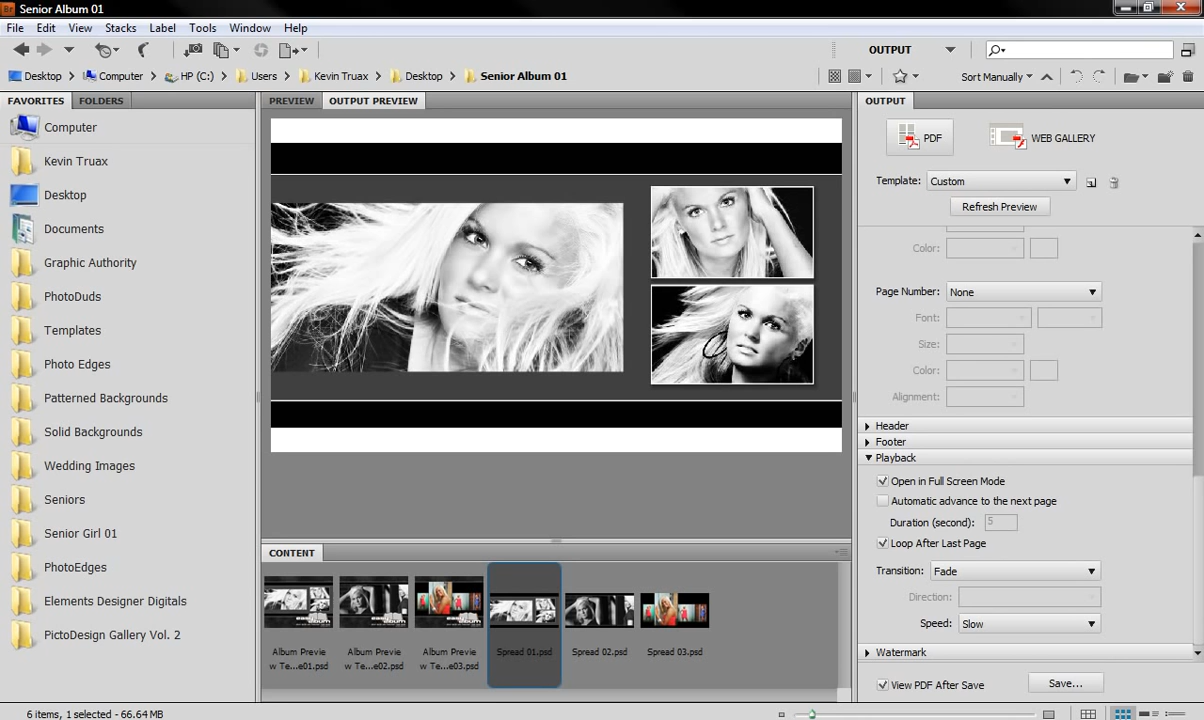 Br Senior Album 01
File Edit View Stacks Label Tools Window Help
OUTPUT
Desktop Computer HP (C:) Users Kevin Truax Desktop Senior Album 01
Sort Manually
FAVORITES FOLDERS
Computer
Kevin Truax
Desktop
Documents
Graphic Authority
PhotoDuds
Templates
Photo Edges
Patterned Backgrounds
Solid Backgrounds
Wedding Images
Seniors
Senior Girl 01
PhotoEdges
Elements Designer Digitals
PictoDesign Gallery Vol. 2
PREVIEW OUTPUT PREVIEW
CONTENT
Album Previe
w Te...e01.psd
Album Previe
w Te...e02.psd
Album Previe
w Te...e03.psd
Spread 01.psd
Spread 02.psd
Spread 03.psd
OUTPUT
PDF WEB GALLERY
Template: Custom
Refresh Preview
Color:
Page Number: None
Font:
Size:
Color:
Alignment:
Header
Footer
Playback
Open in Full Screen Mode
Automatic advance to the next page
Duration (second): 5
Loop After Last Page
Transition: Fade
Direction:
Speed: Slow
Watermark
View PDF After Save Save...
6 items, 1 selected - 66.64 MB